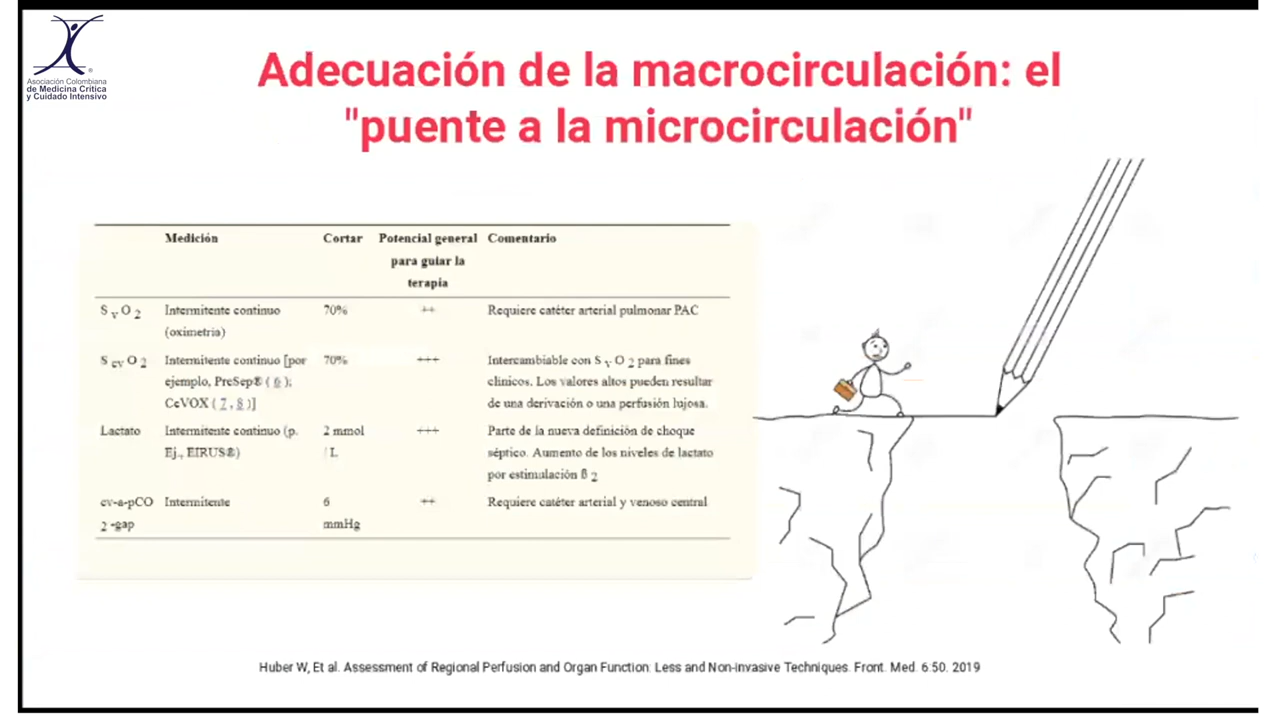 Asociación Colombiana
de Medicina Crítica
y Cuidado Intensivo
Adecuación de la macrocirculación: el
"puente a la microcirculación"
Medición Cortar Potencial general Comentario
para guiar la
terapia
S v O 2 Intermitente continuo 70% ++ Requiere catéter arterial pulmonar PAC
(oximetría)
S cv O 2 Intermitente continuo [por 70% +++ Intercambiable con S v O 2 para fines
ejemplo, PreSep® ( 6 ); clínicos. Los valores altos pueden resultar
CeVOX ( 7 , 8 )] de una derivación o una perfusión lujosa.
Lactato Intermitente continuo (p. 2 mmol +++ Parte de la nueva definición de choque
Ej., EIRUS®) / L séptico. Aumento de los niveles de lactato
por estimulación ß 2
cv-a-pCO Intermitente 6 ++ Requiere catéter arterial y venoso central
2 -gap mmHg
Huber W, Et al. Assessment of Regional Perfusion and Organ Function: Less and Non-invasive Techniques. Front. Med. 6:50. 2019